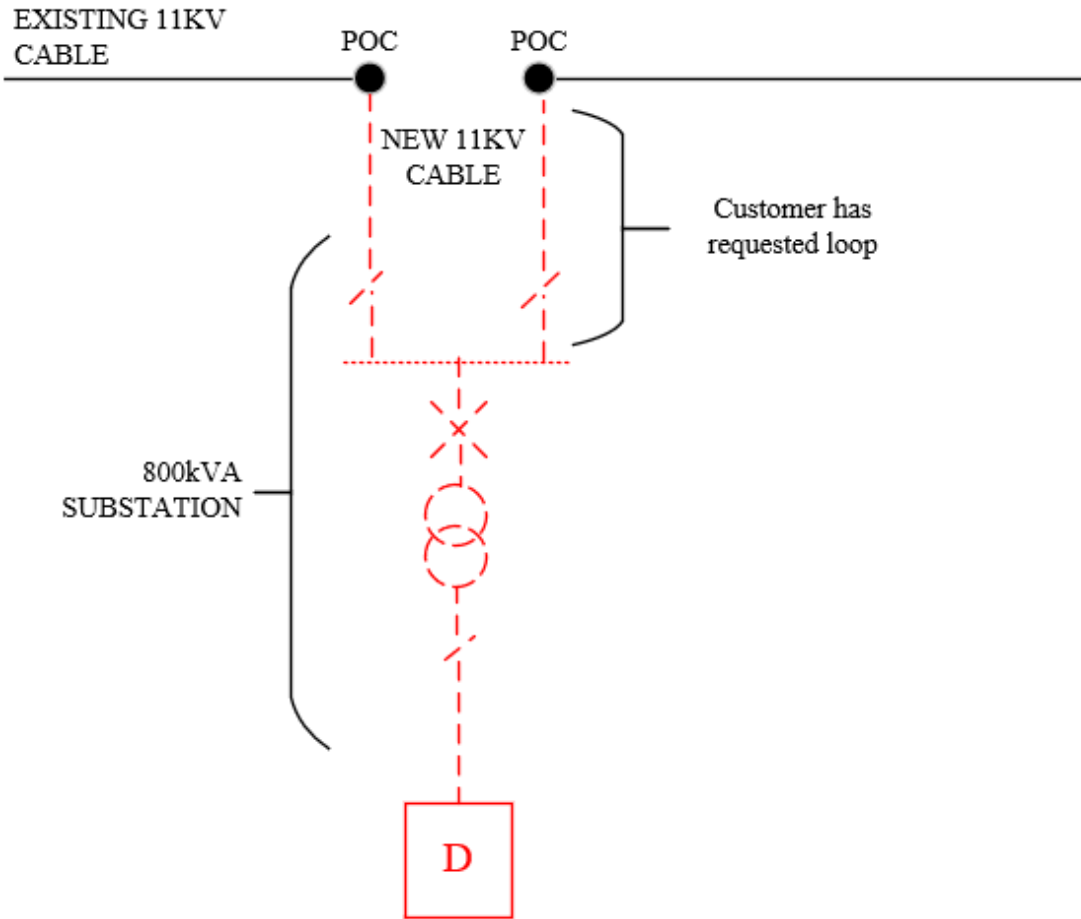 EXISTING 11KV
CABLE
POC
POC
NEW 11KV
CABLE
Customer has
requested loop
800kVA
SUBSTATION
D